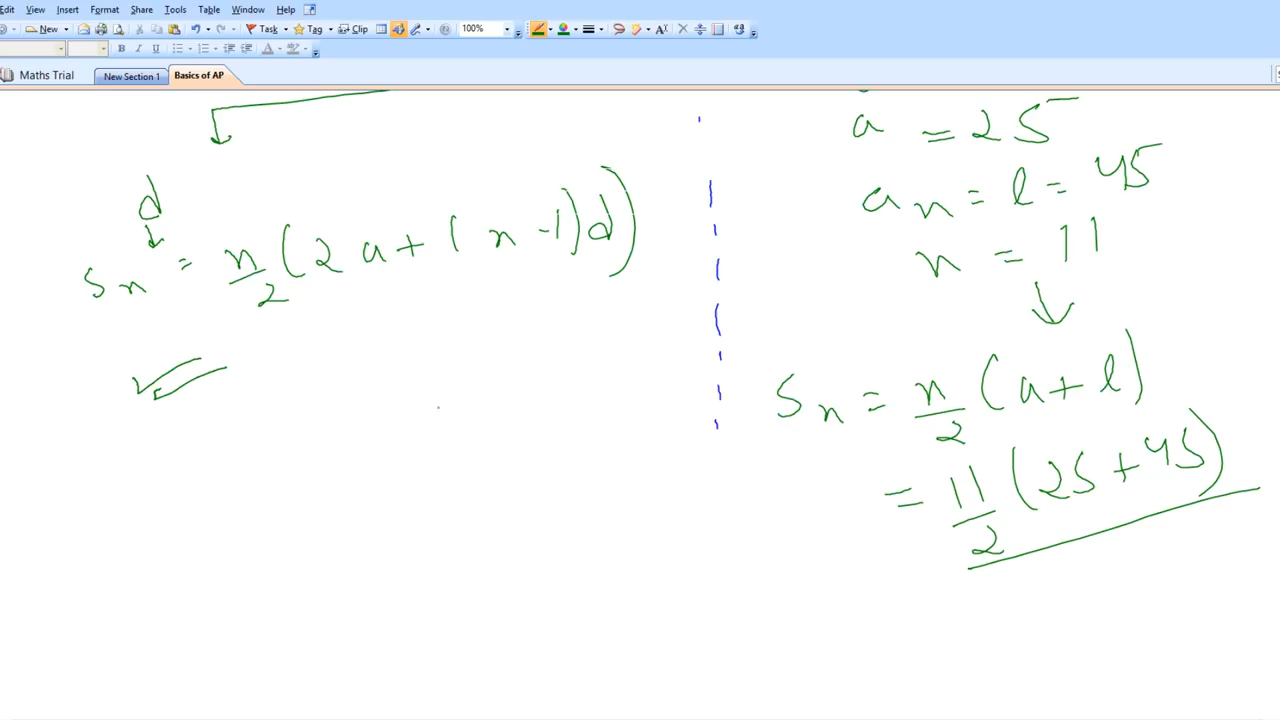 Edit View Insert Format Share Tools Table Window Help
New Task Tag Clip 100%
B I U A
Maths Trial New Section 1 Basics of AP
d
Sn = n/2 (2a + (n-1)d)
a = 25
an = l = 45
n = 11
Sn = n/2 (a + l)
= 11/2 (25 + 45)